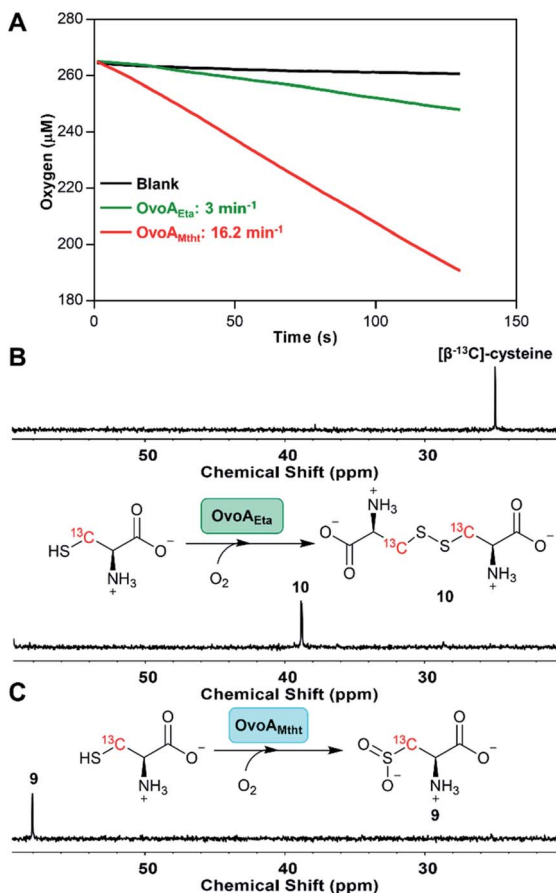 A
Oxygen (µM)
280
260
240
220
200
180
Blank
OvoA_Eta: 3 min⁻¹
OvoA_Mtht: 16.2 min⁻¹
0 50 100 150
Time (s)
B
[β-¹³C]-cysteine
50 40 30
Chemical Shift (ppm)
HS ¹³C O O⁻ NH₃ +
OvoA_Eta
O₂
⁻O O NH₃ + ¹³C S S ¹³C O O⁻ NH₃ +
10
10
50 40 30
Chemical Shift (ppm)
C
HS ¹³C O O⁻ NH₃ +
OvoA_Mtht
O₂
O S O⁻ ¹³C O O⁻ NH₃ +
9
9
50 40 30
Chemical Shift (ppm)